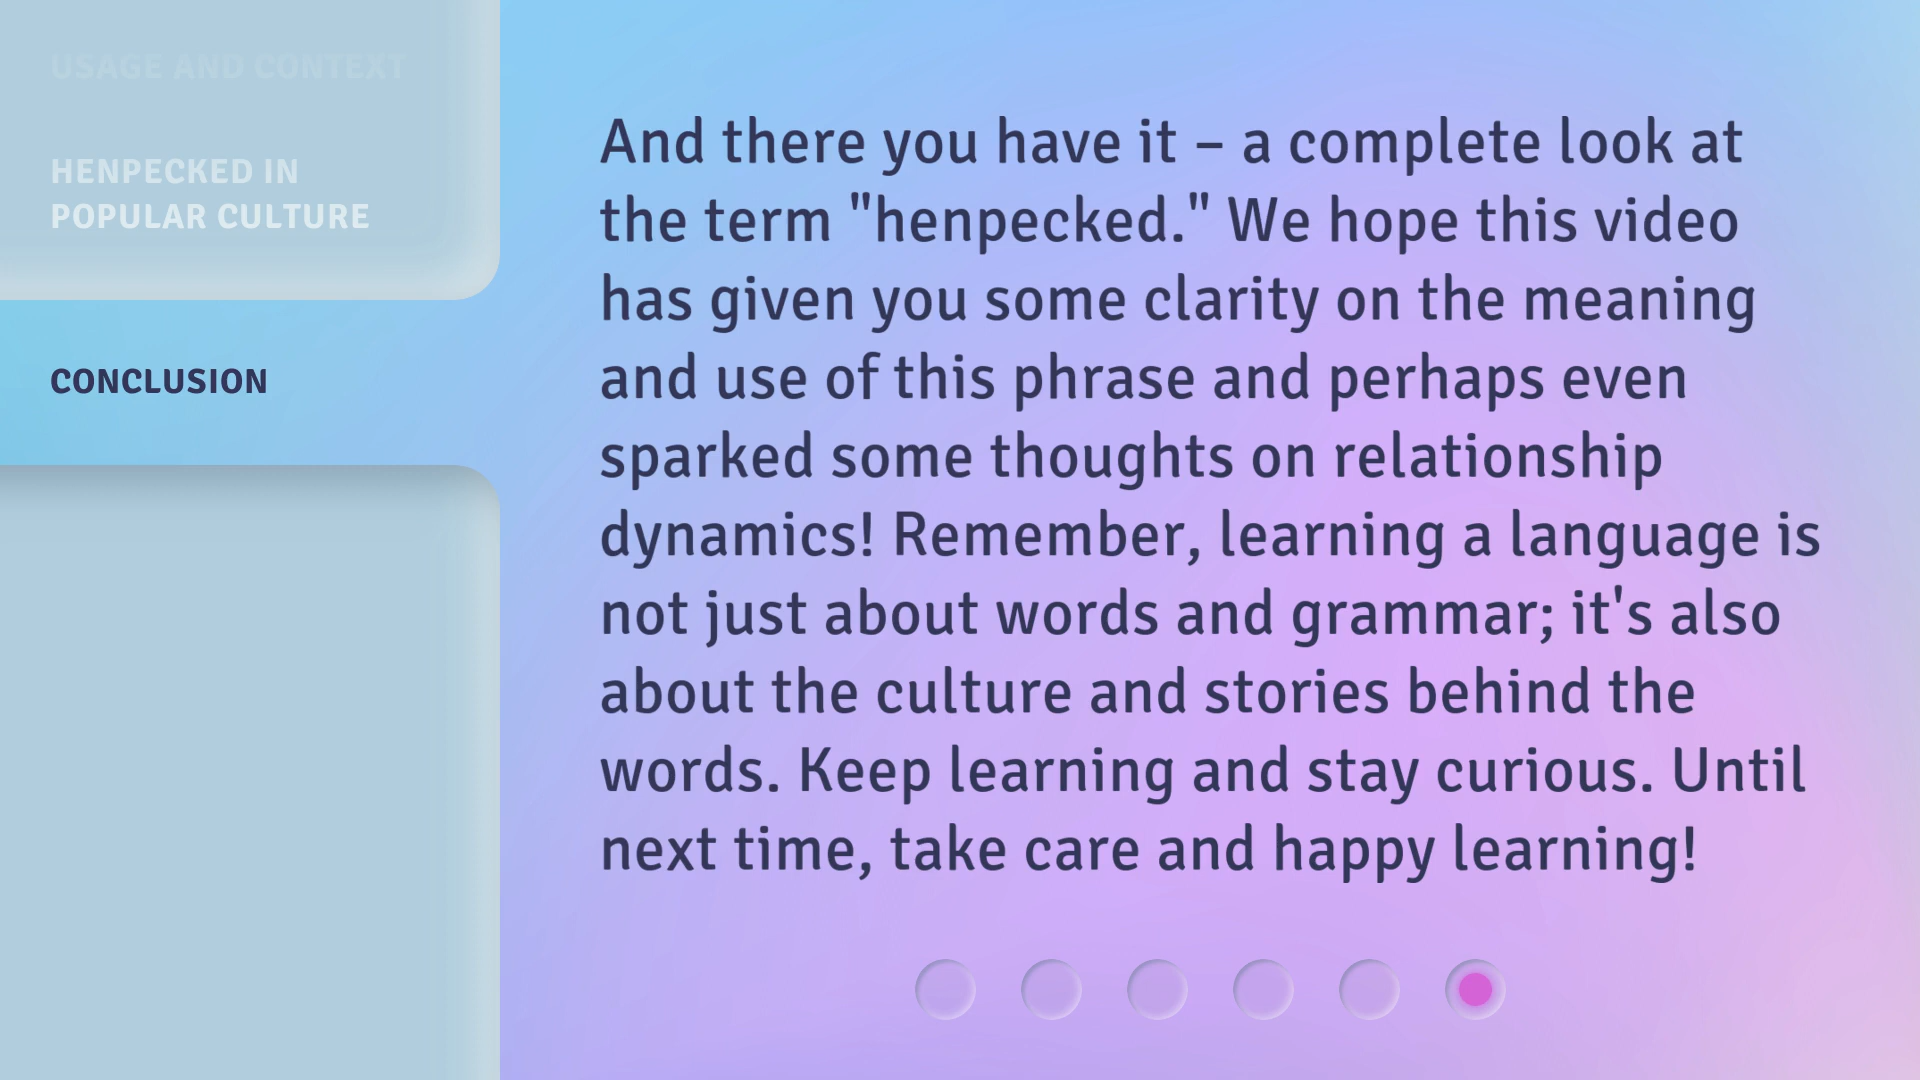 USAGE AND CONTEXT
HENPECKED IN
POPULAR CULTURE
CONCLUSION
And there you have it – a complete look at
the term "henpecked." We hope this video
has given you some clarity on the meaning
and use of this phrase and perhaps even
sparked some thoughts on relationship
dynamics! Remember, learning a language is
not just about words and grammar; it's also
about the culture and stories behind the
words. Keep learning and stay curious. Until
next time, take care and happy learning!